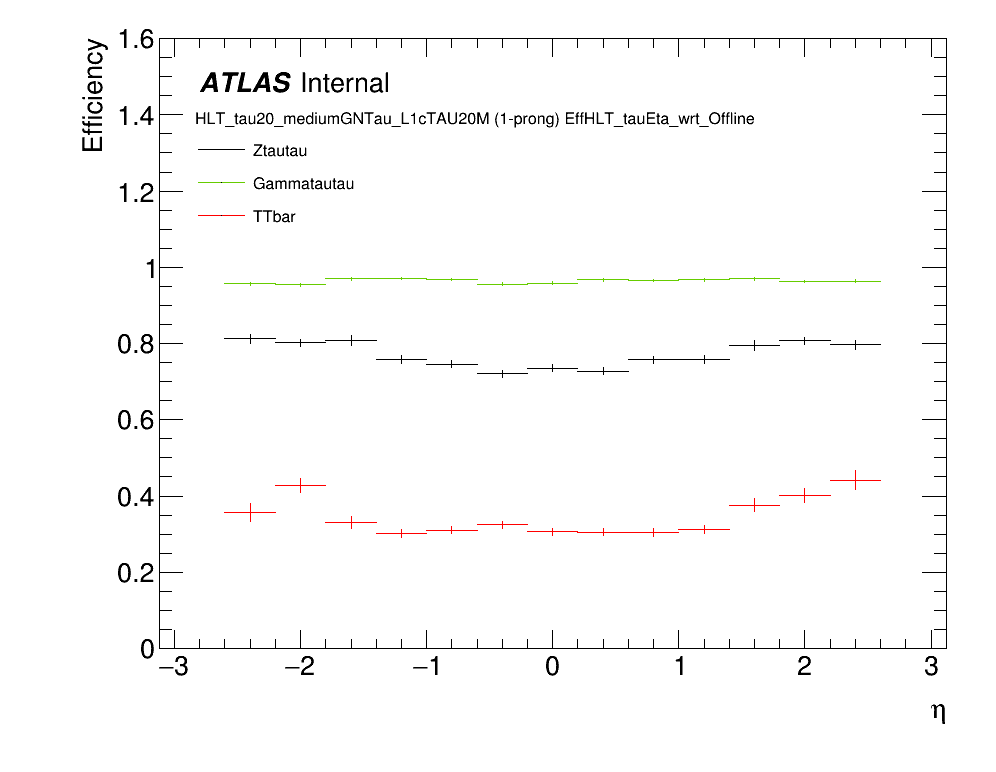 1.6
Efficiency
ATLAS Internal
1.4
HLT_tau20_mediumGNTau_L1cTAU20M (1-prong) EffHLT_tauEta_wrt_Offline
Ztautau
1.2
Gammatautau
TTbar
1
0.8
0.6
0.4
0.2
0
−3 −2 −1 0 1 2 3
η